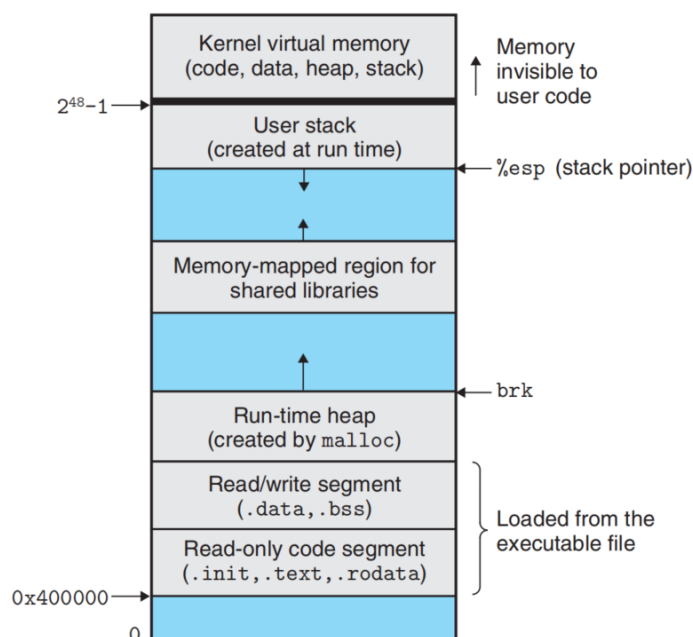 Kernel virtual memory
(code, data, heap, stack)
Memory
invisible to
user code
2⁴⁸-1
User stack
(created at run time)
%esp (stack pointer)
Memory-mapped region for
shared libraries
brk
Run-time heap
(created by malloc)
Read/write segment
(.data,.bss)
Loaded from the
executable file
Read-only code segment
(.init,.text,.rodata)
0x400000
0